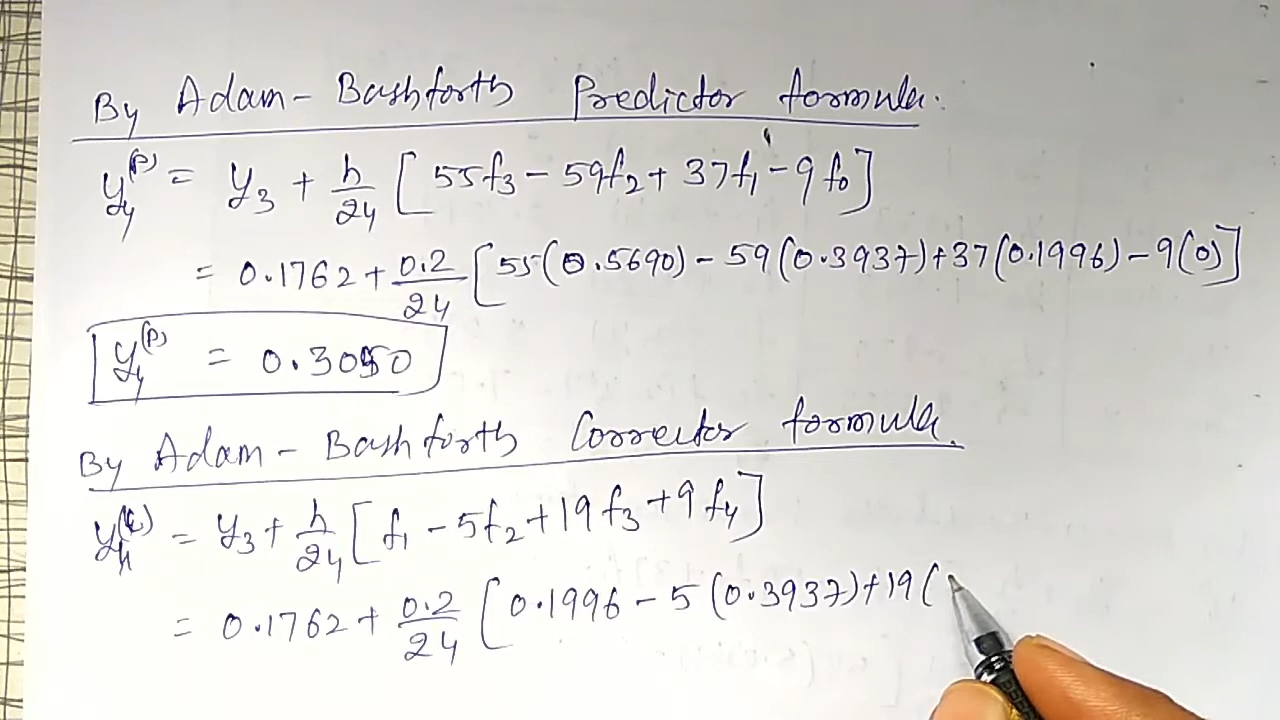 By Adam - Bashforth Predictor formula.
y₄⁽ᴾ⁾ = y₃ + h/24 [55f₃ - 59f₂ + 37f₁ - 9f₀]
= 0.1762 + 0.2/24 [55(0.5690) - 59(0.3937) + 37(0.1996) - 9(0)]
y₄⁽ᴾ⁾ = 0.3050
By Adam - Bashforth Corrector formula.
y₄⁽ᶜ⁾ = y₃ + h/24 [f₁ - 5f₂ + 19f₃ + 9f₄]
= 0.1762 + 0.2/24 [0.1996 - 5(0.3937) + 19(